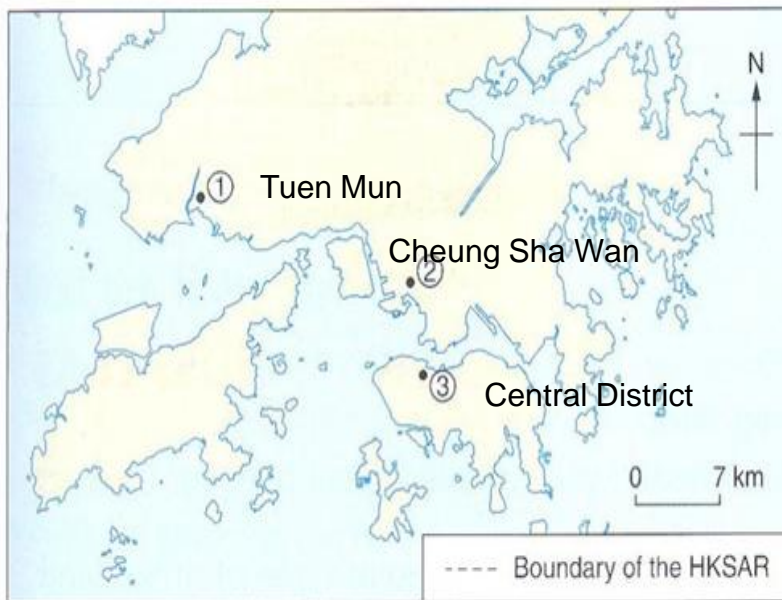 N
① Tuen Mun
Cheung Sha Wan
②
③ Central District
0 7 km
---- Boundary of the HKSAR